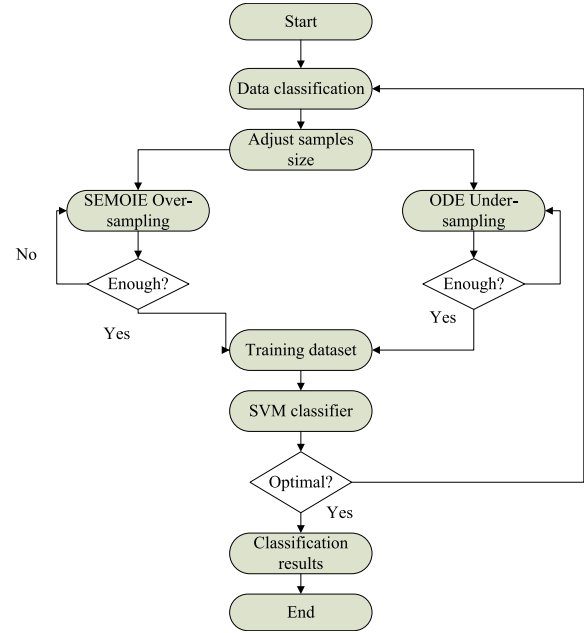 Start
Data classification
Adjust samples
size
SEMOIE Over-
sampling
ODE Under-
sampling
No
Enough?
Enough?
Yes
Yes
Training dataset
SVM classifier
Optimal?
Yes
Classification
results
End